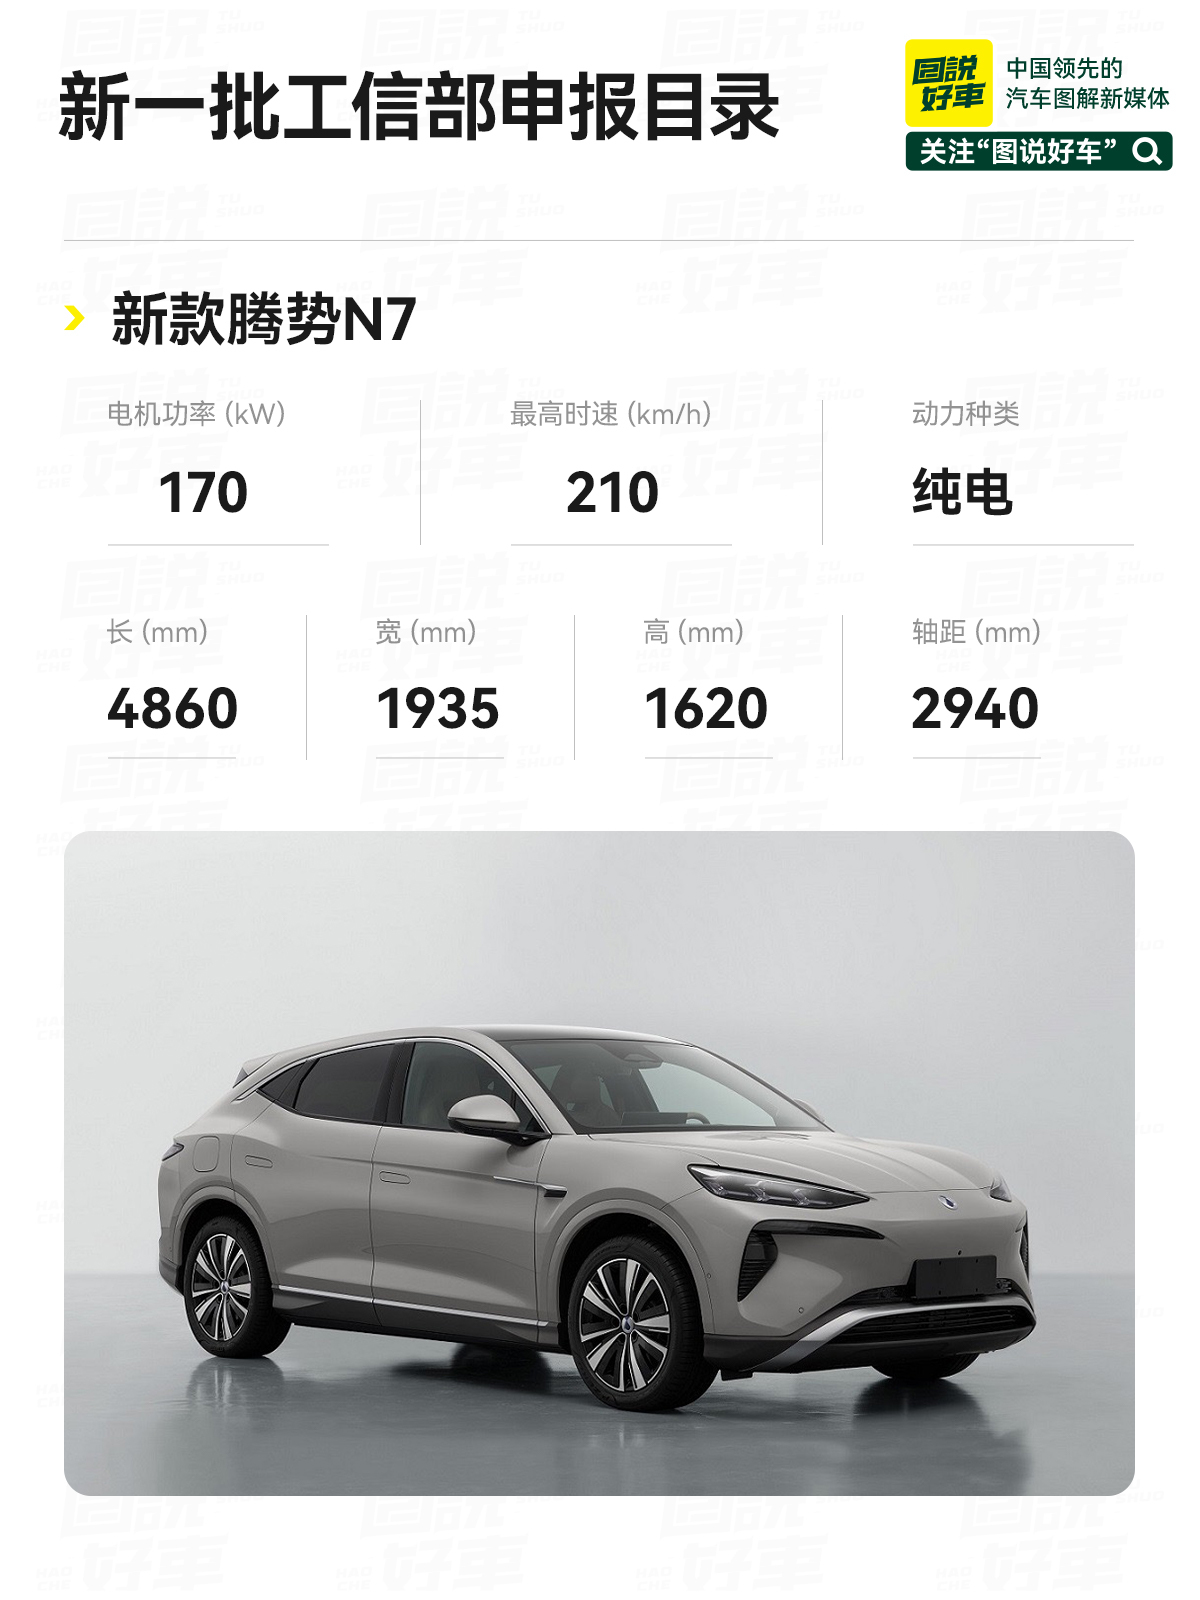 新一批工信部申报目录
图説
好車
中国领先的
汽车图解新媒体
关注“图说好车”
新款腾势N7
电机功率 (kW)
170
最高时速 (km/h)
210
动力种类
纯电
长 (mm)
4860
宽 (mm)
1935
高 (mm)
1620
轴距 (mm)
2940